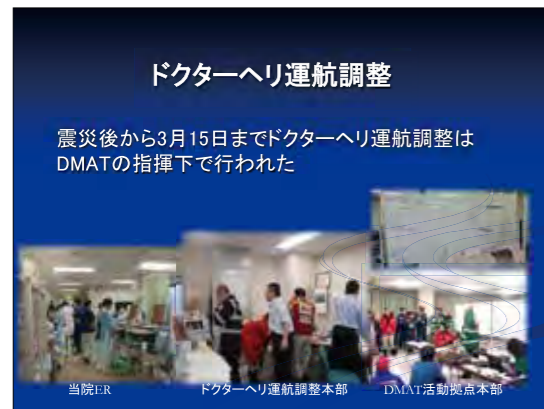 ドクターヘリ運航調整
震災後から3月15日までドクターヘリ運航調整は
DMATの指揮下で行われた
当院ER
ドクターヘリ運航調整本部
DMAT活動拠点本部